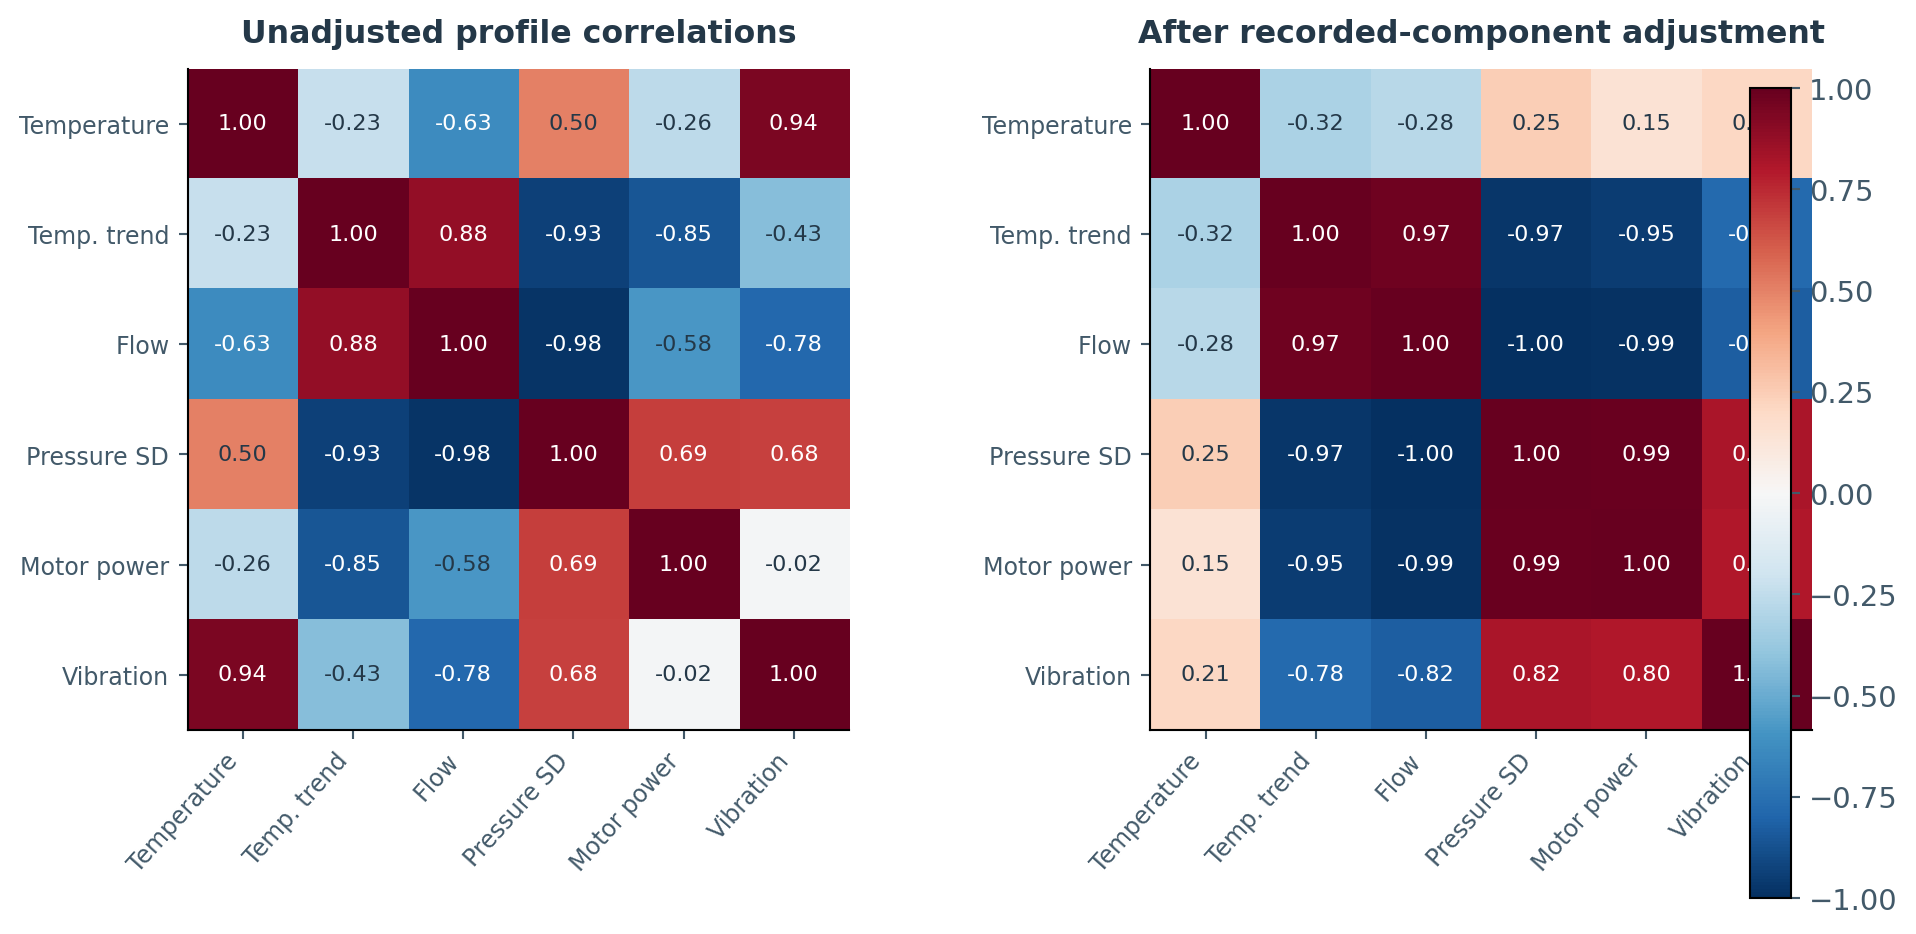 Unadjusted profile correlations
Temperature 1.00 -0.23 -0.63 0.50 -0.26 0.94
Temp. trend -0.23 1.00 0.88 -0.93 -0.85 -0.43
Flow -0.63 0.88 1.00 -0.98 -0.58 -0.78
Pressure SD 0.50 -0.93 -0.98 1.00 0.69 0.68
Motor power -0.26 -0.85 -0.58 0.69 1.00 -0.02
Vibration 0.94 -0.43 -0.78 0.68 -0.02 1.00
Temperature Temp. trend Flow Pressure SD Motor power Vibration
After recorded-component adjustment
Temperature 1.00 -0.32 -0.28 0.25 0.15
Temp. trend -0.32 1.00 0.97 -0.97 -0.95
Flow -0.28 0.97 1.00 -1.00 -0.99
Pressure SD 0.25 -0.97 -1.00 1.00 0.99
Motor power 0.15 -0.95 -0.99 0.99 1.00
Vibration 0.21 -0.78 -0.82 0.82 0.80
Temperature Temp. trend Flow Pressure SD Motor power Vibration
1.00
0.75
0.50
0.25
0.00
−0.25
−0.50
−0.75
−1.00